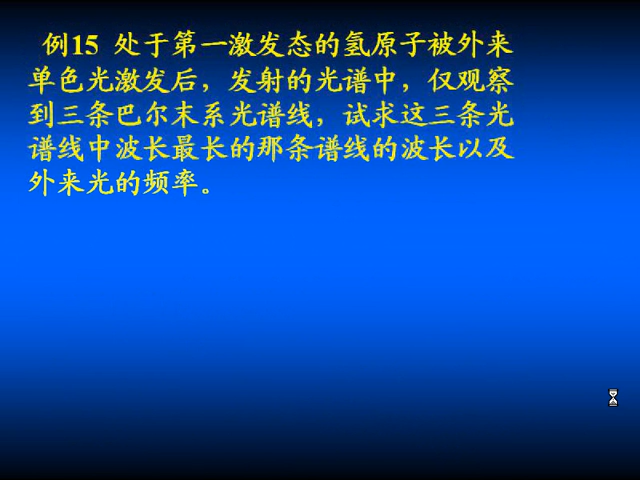 例15 处于第一激发态的氢原子被外来
单色光激发后，发射的光谱中，仅观察
到三条巴尔末系光谱线，试求这三条光
谱线中波长最长的那条谱线的波长以及
外来光的频率。